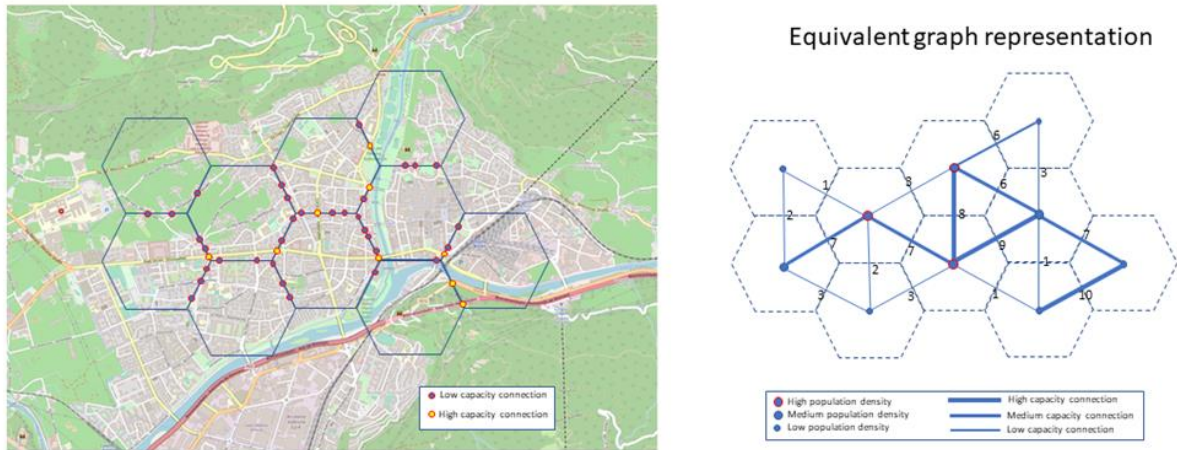 Equivalent graph representation
6
3
1
3
6
2
8
7
7
9
7
2
1
3
3
1
10
Low capacity connection
High capacity connection
High population density
Medium population density
Low population density
High capacity connection
Medium capacity connection
Low capacity connection